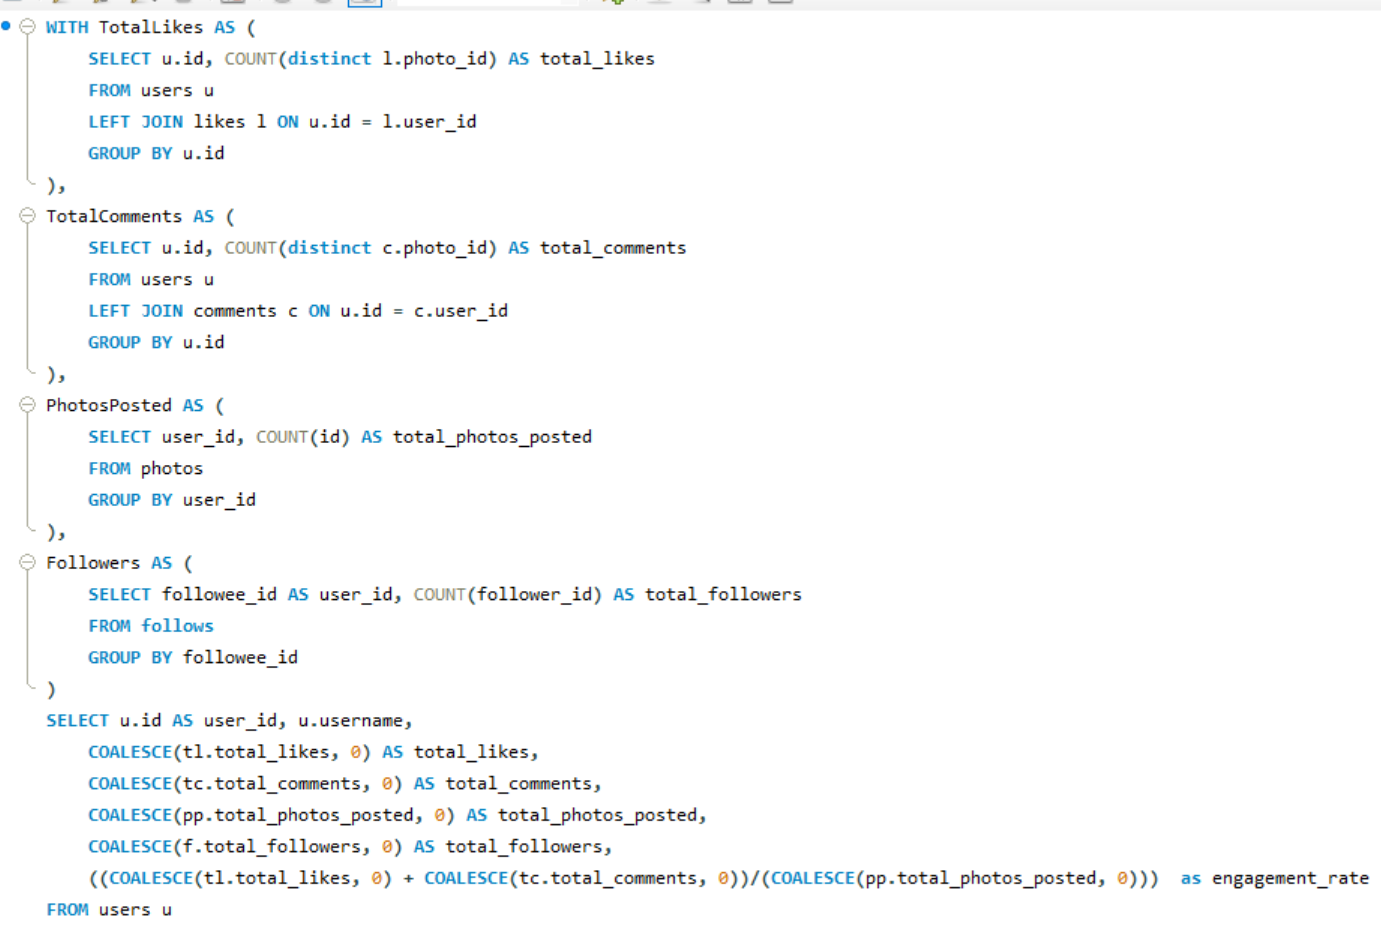 WITH TotalLikes AS (
SELECT u.id, COUNT(distinct l.photo_id) AS total_likes
FROM users u
LEFT JOIN likes l ON u.id = l.user_id
GROUP BY u.id
),
TotalComments AS (
SELECT u.id, COUNT(distinct c.photo_id) AS total_comments
FROM users u
LEFT JOIN comments c ON u.id = c.user_id
GROUP BY u.id
),
PhotosPosted AS (
SELECT user_id, COUNT(id) AS total_photos_posted
FROM photos
GROUP BY user_id
),
Followers AS (
SELECT followee_id AS user_id, COUNT(follower_id) AS total_followers
FROM follows
GROUP BY followee_id
)
SELECT u.id AS user_id, u.username,
COALESCE(tl.total_likes, 0) AS total_likes,
COALESCE(tc.total_comments, 0) AS total_comments,
COALESCE(pp.total_photos_posted, 0) AS total_photos_posted,
COALESCE(f.total_followers, 0) AS total_followers,
((COALESCE(tl.total_likes, 0) + COALESCE(tc.total_comments, 0))/(COALESCE(pp.total_photos_posted, 0)))  as engagement_rate
FROM users u